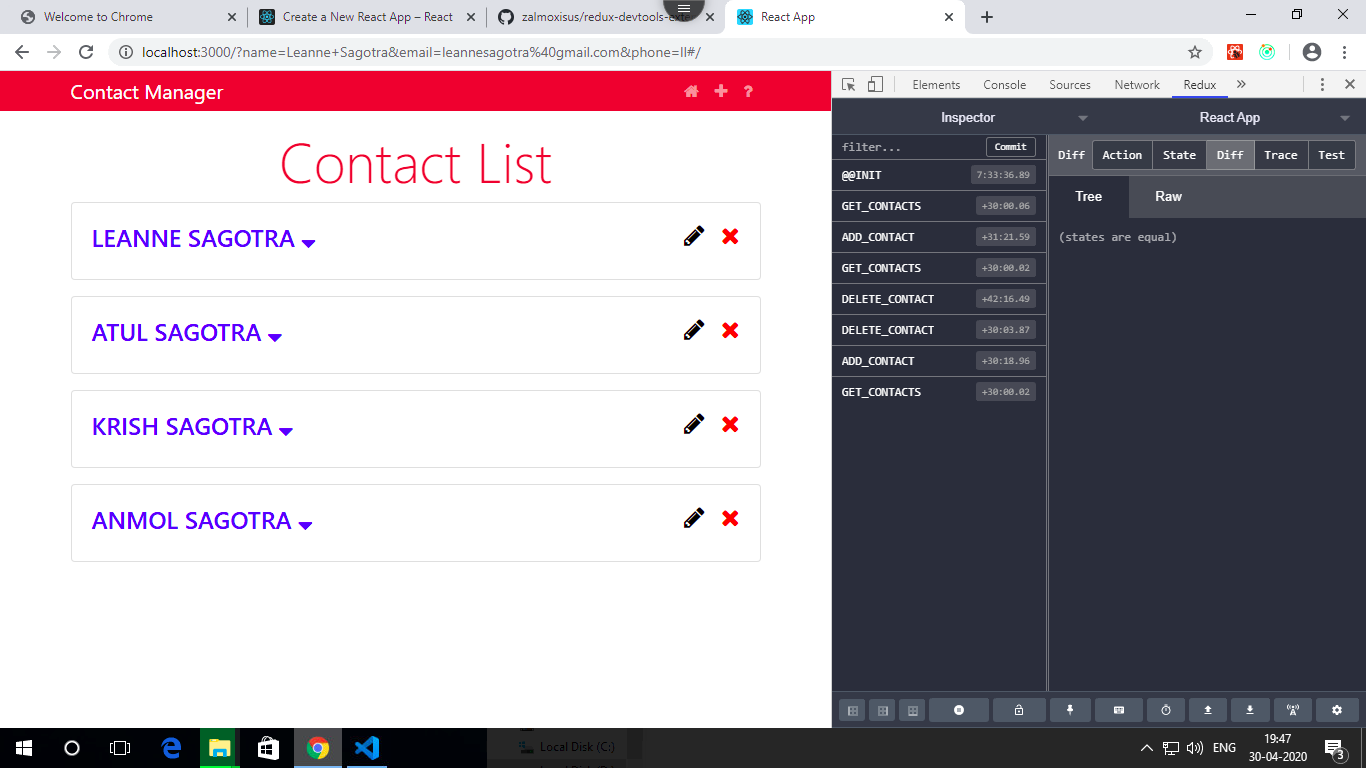 Welcome to Chrome
Create a New React App – React
zalmoxisus/redux-devtools-exte
React App
localhost:3000/?name=Leanne+Sagotra&email=leannesagotra%40gmail.com&phone=ll#/
Contact Manager
?
Contact List
LEANNE SAGOTRA
ATUL SAGOTRA
KRISH SAGOTRA
ANMOL SAGOTRA
Elements Console Sources Network Redux
Inspector
React App
filter...
Commit
@@INIT 7:33:36.89
GET_CONTACTS +30:00.06
ADD_CONTACT +31:21.59
GET_CONTACTS +30:00.02
DELETE_CONTACT +42:16.49
DELETE_CONTACT +30:03.87
ADD_CONTACT +30:18.96
GET_CONTACTS +30:00.02
Diff Action State Diff Trace Test
Tree Raw
(states are equal)
Local Disk (C:)
ENG
19:47
30-04-2020
3